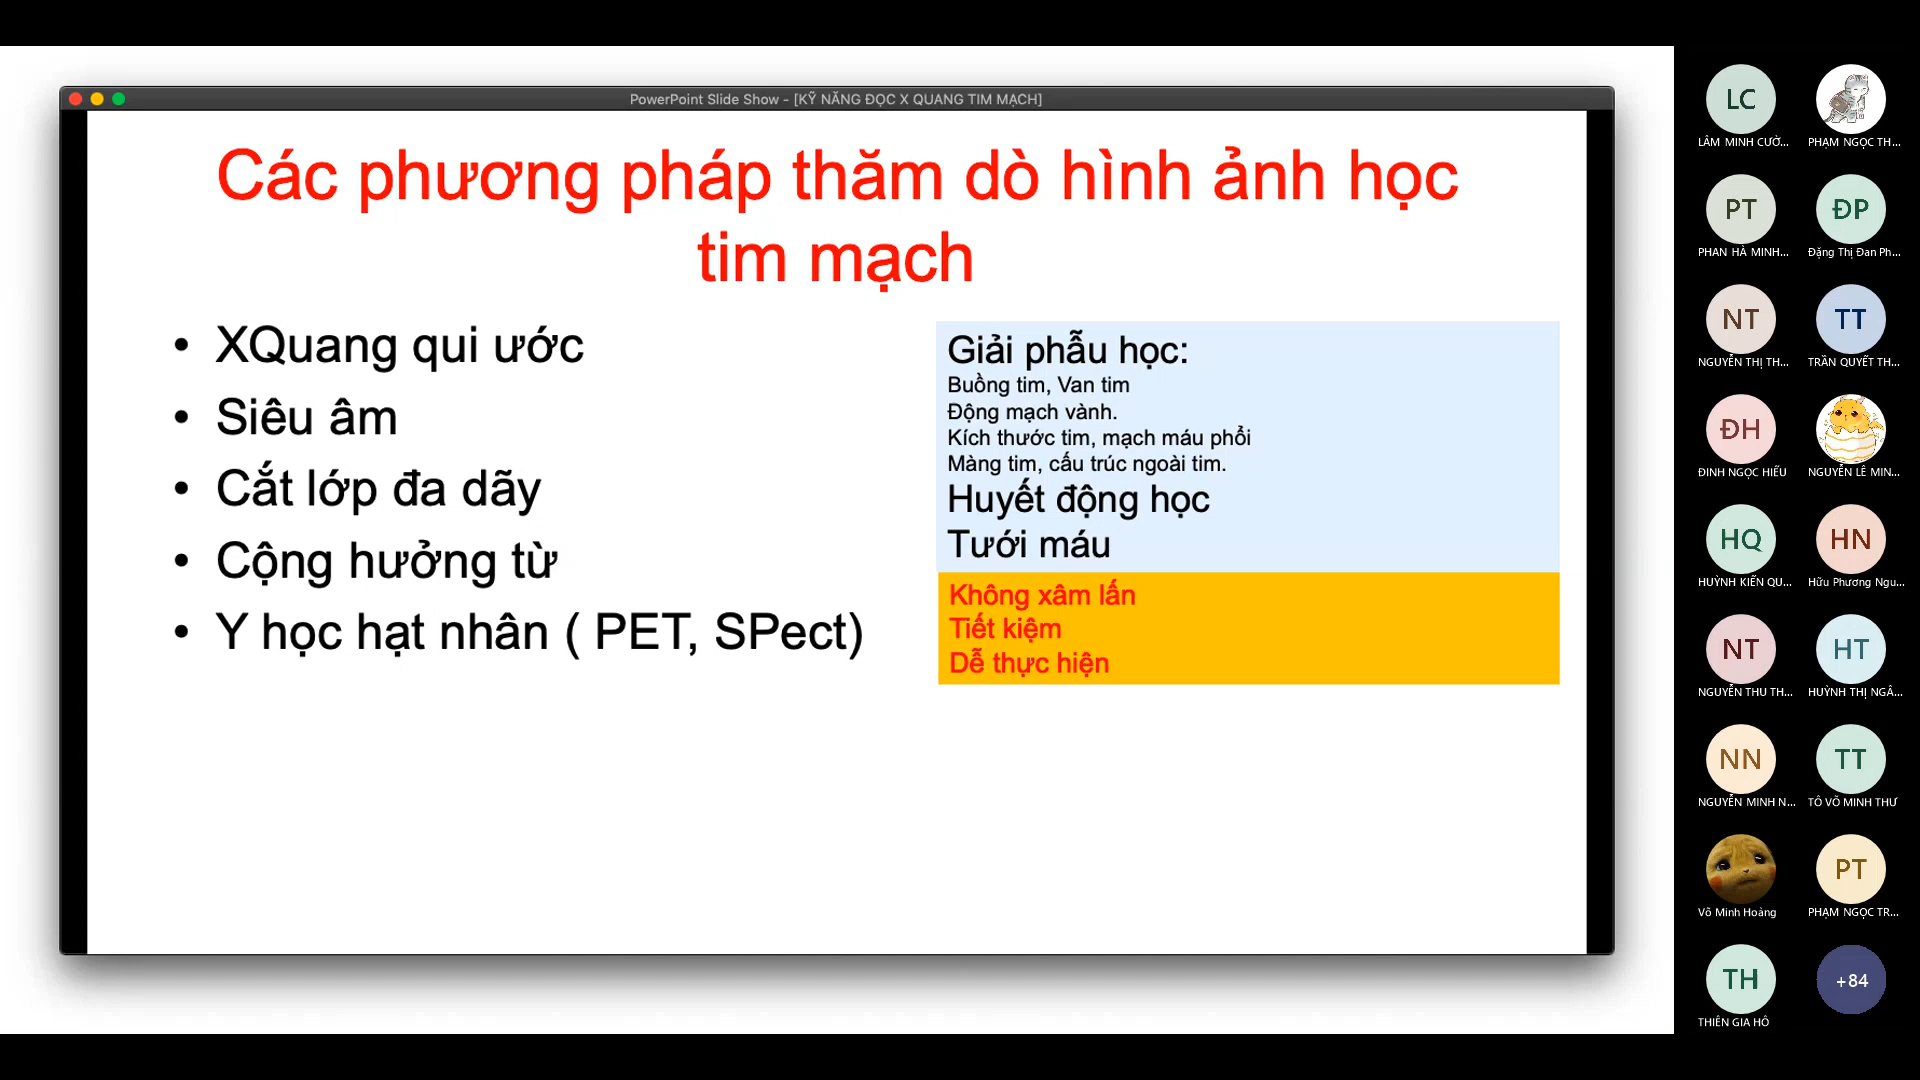 PowerPoint Slide Show - [KỸ NĂNG ĐỌC X QUANG TIM MẠCH]
Các phương pháp thăm dò hình ảnh học
tim mạch
• XQuang qui ước
• Siêu âm
• Cắt lớp đa dãy
• Cộng hưởng từ
• Y học hạt nhân ( PET, SPect)
Giải phẫu học:
Buồng tim, Van tim
Động mạch vành.
Kích thước tim, mạch máu phổi
Màng tim, cấu trúc ngoài tim.
Huyết động học
Tưới máu
Không xâm lấn
Tiết kiệm
Dễ thực hiện
LC
LÂM MINH CƯỜ...
PHẠM NGỌC TH...
PT
PHAN HÀ MINH...
ĐP
Đặng Thị Đan Ph...
NT
NGUYỄN THỊ TH...
TT
TRẦN QUYẾT TH...
ĐH
ĐINH NGỌC HIẾU
NGUYỄN LÊ MIN...
HQ
HUỲNH KIẾN QU...
HN
Hữu Phương Ngu...
NT
NGUYỄN THU TH...
HT
HUỲNH THỊ NGÂ...
NN
NGUYỄN MINH N...
TT
TÔ VÕ MINH THƯ
Võ Minh Hoàng
PT
PHẠM NGỌC TR...
TH
THIÊN GIA HÔ
+84